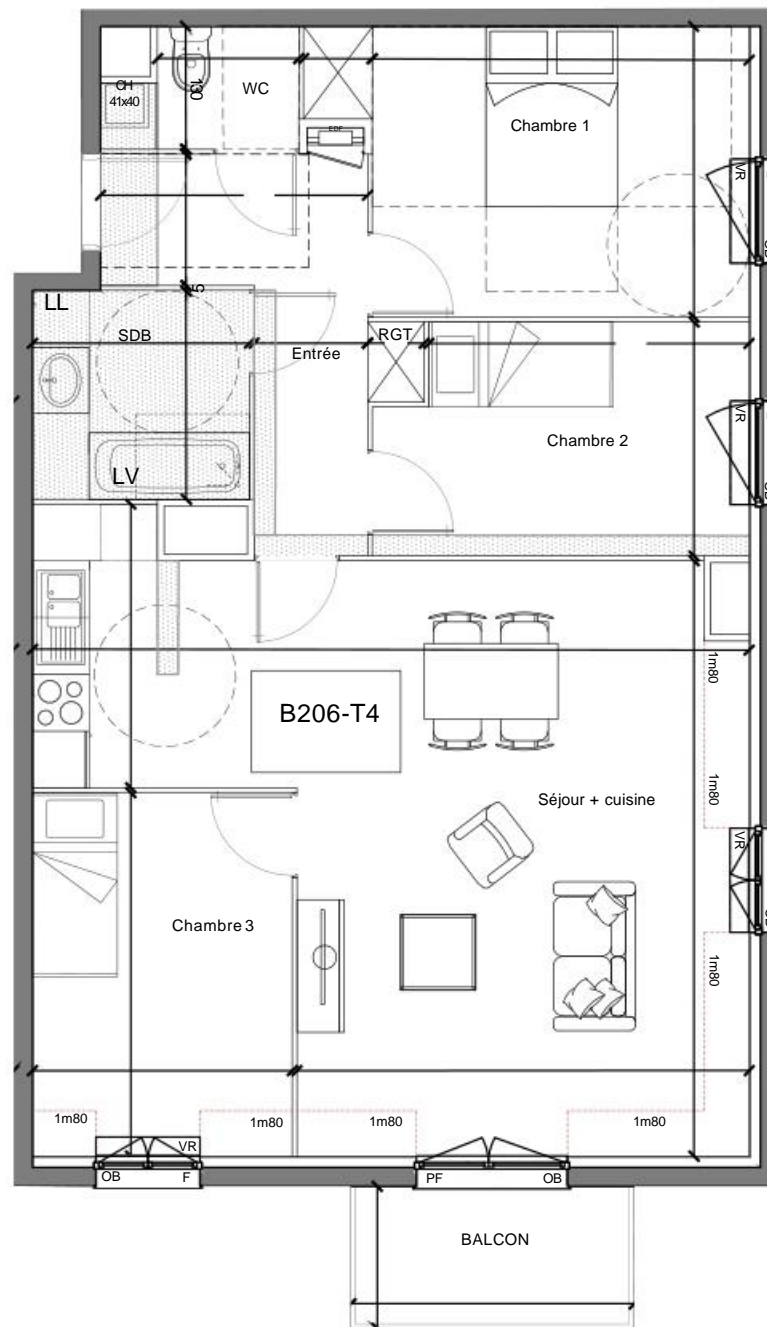 CH
41x40
130
WC
EDF
Chambre 1
VR
LL
SDB
5
Entrée
RGT
Chambre 2
VR
LV
B206-T4
1m80
1m80
Séjour + cuisine
VR
Chambre 3
1m80
1m80
1m80
1m80
1m80
VR
OB
F
PF
OB
BALCON